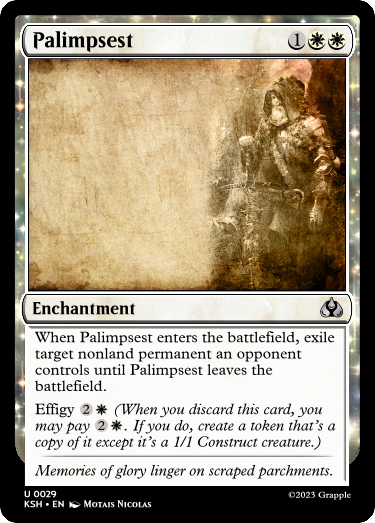 Palimpsest 1
Enchantment
When Palimpsest enters the battlefield, exile
target nonland permanent an opponent
controls until Palimpsest leaves the
battlefield.
Effigy 2 (When you discard this card, you
may pay 2 . If you do, create a token that's a
copy of it except it's a 1/1 Construct creature.)
Memories of glory linger on scraped parchments.
U 0029
KSH • EN Motais Nicolas
©2023 Grapple